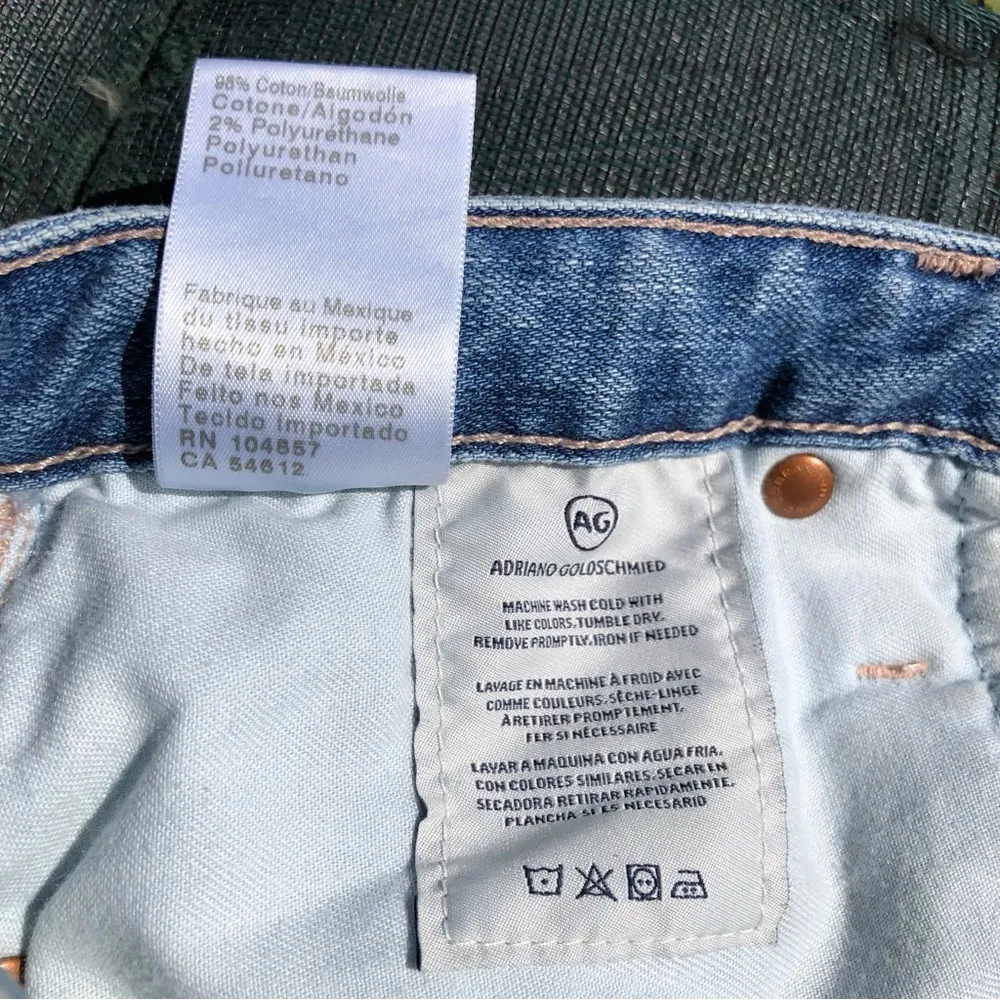 98% Coton/Baumwolle
Cotone/Algodón
2% Polyuréthane
Polyurethan
Poliuretano
Fabrique au Mexique
du tissu importe
hecho en México
De tela importada
Feito nos Mexico
Tecido importado
RN 104857
CA 54612
AG
ADRIANO GOLDSCHMIED
MACHINE WASH COLD WITH
LIKE COLORS. TUMBLE DRY.
REMOVE PROMPTLY. IRON IF NEEDED
LAVAGE EN MACHINE À FROID AVEC
COMME COULEURS. SÈCHE-LINGE
À RETIRER PROMPTEMENT,
FER SI NÉCESSAIRE
LAVAR A MAQUINA CON AGUA FRIA.
CON COLORES SIMILARES. SECAR EN
SECADORA RETIRAR RAPIDAMENTE.
PLANCHA SI ES NECESARIO